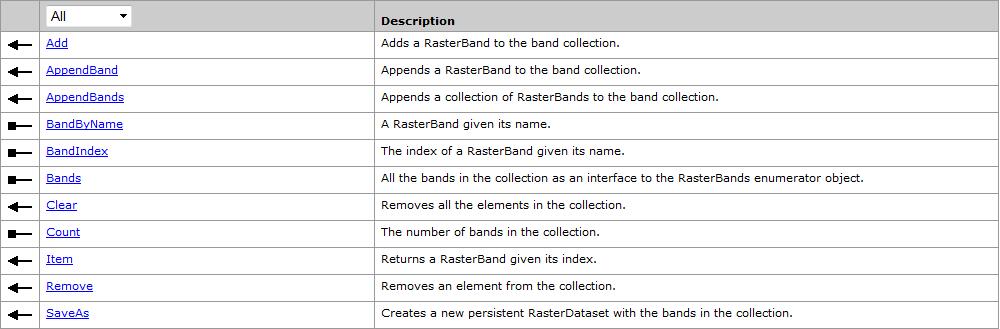 All Description
Add Adds a RasterBand to the band collection.
AppendBand Appends a RasterBand to the band collection.
AppendBands Appends a collection of RasterBands to the band collection.
BandByName A RasterBand given its name.
BandIndex The index of a RasterBand given its name.
Bands All the bands in the collection as an interface to the RasterBands enumerator object.
Clear Removes all the elements in the collection.
Count The number of bands in the collection.
Item Returns a RasterBand given its index.
Remove Removes an element from the collection.
SaveAs Creates a new persistent RasterDataset with the bands in the collection.